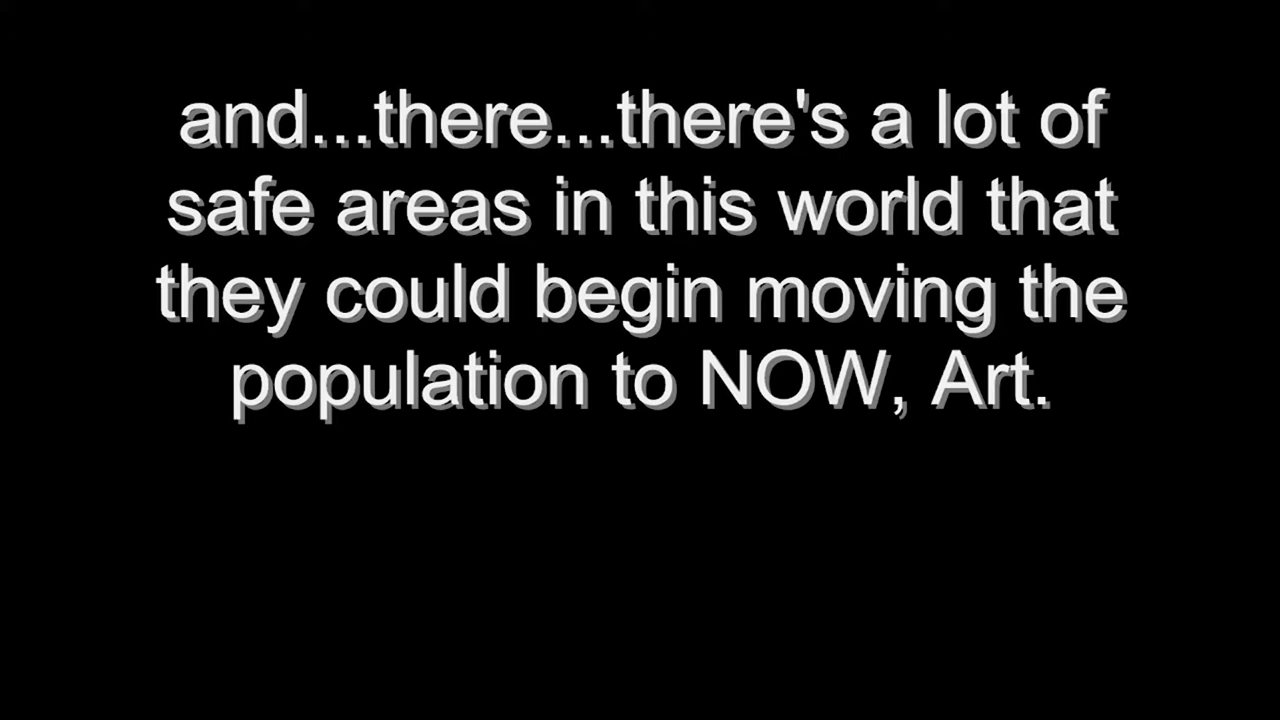 and...there...there's a lot of
safe areas in this world that
they could begin moving the
population to NOW, Art.